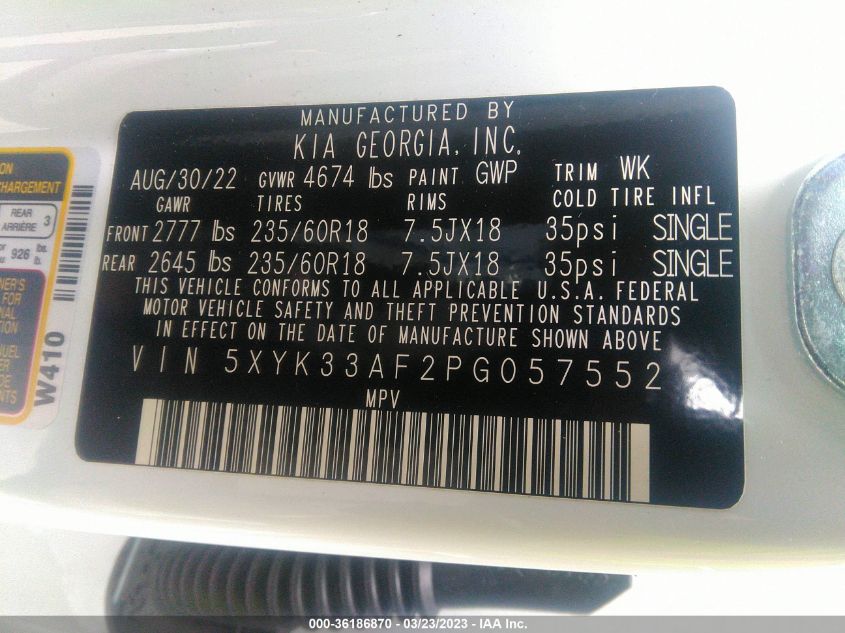 MANUFACTURED BY
KIA GEORGIA, INC.
AUG/30/22 GVWR 4674 lbs PAINT GWP TRIM WK
GAWR TIRES RIMS COLD TIRE INFL
FRONT 2777 lbs 235/60R18 7.5JX18 35psi SINGLE
REAR 2645 lbs 235/60R18 7.5JX18 35psi SINGLE
THIS VEHICLE CONFORMS TO ALL APPLICABLE U.S.A. FEDERAL
MOTOR VEHICLE SAFETY AND THEFT PREVENTION STANDARDS
IN EFFECT ON THE DATE OF MANUFACTURE SHOWN ABOVE
VIN 5XYK33AF2PG057552
MPV
CHARGEMENT
REAR
ARRIÈRE 3
926 lbs.
W410
000-36186870 - 03/23/2023 - IAA Inc.